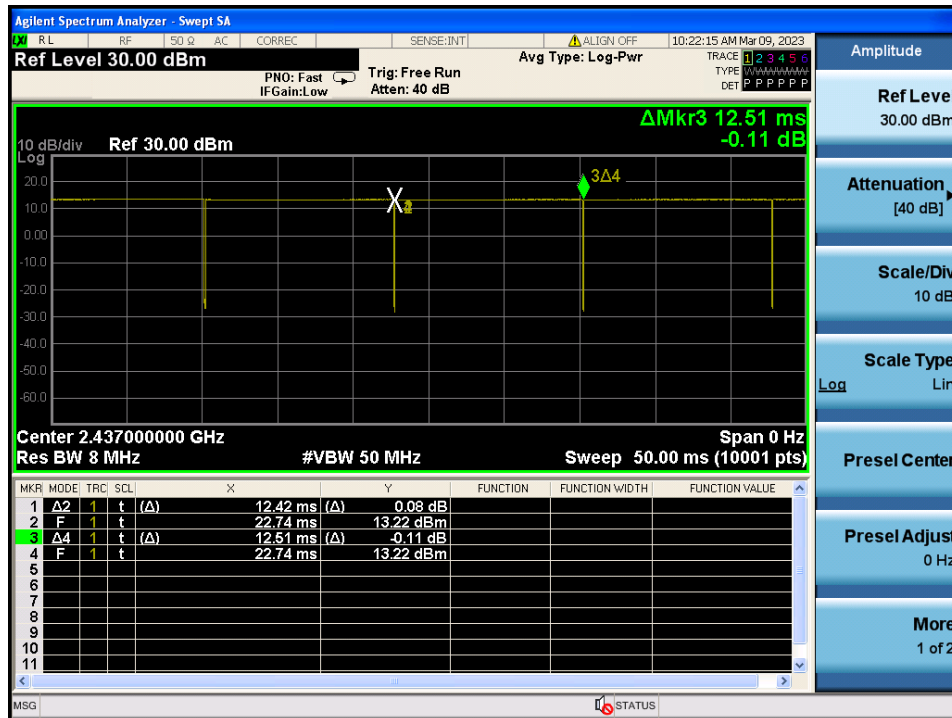 Agilent Spectrum Analyzer - Swept SA
LXI RL RF 50 Ω AC CORREC SENSE:INT ALIGN OFF 10:22:15 AM Mar 09, 2023
Ref Level 30.00 dBm
PNO: Fast
IFGain:Low
Trig: Free Run
Atten: 40 dB
Avg Type: Log-Pwr
TRACE 1 2 3 4 5 6
TYPE
DET P P P P P P
ΔMkr3 12.51 ms
-0.11 dB
10 dB/div Ref 30.00 dBm
Log
20.0
10.0
0.00
-10.0
-20.0
-30.0
-40.0
-50.0
-60.0
3Δ4
Center 2.437000000 GHz Span 0 Hz
Res BW 8 MHz #VBW 50 MHz Sweep 50.00 ms (10001 pts)
MKR MODE TRC SCL X Y FUNCTION FUNCTION WIDTH FUNCTION VALUE
1 Δ2 1 t (Δ) 12.42 ms (Δ) 0.08 dB
2 F 1 t 22.74 ms 13.22 dBm
3 Δ4 1 t (Δ) 12.51 ms (Δ) -0.11 dB
4 F 1 t 22.74 ms 13.22 dBm
5
6
7
8
9
10
11
MSG STATUS
Amplitude
Ref Level
30.00 dBm
Attenuation
[40 dB]
Scale/Div
10 dB
Scale Type
Log Lin
Presel Center
Presel Adjust
0 Hz
More
1 of 2